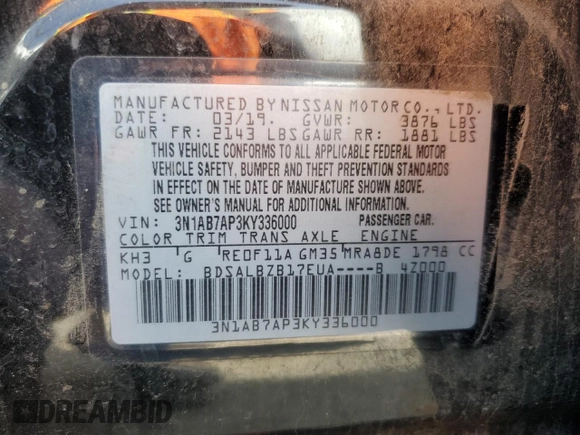 MANUFACTURED BY NISSAN MOTOR CO., LTD.
DATE: 03/19. GVWR: 3876 LBS
GAWR FR: 2143 LBS GAWR RR: 1881 LBS
THIS VEHICLE CONFORMS TO ALL APPLICABLE FEDERAL MOTOR
VEHICLE SAFETY, BUMPER AND THEFT PREVENTION STANDARDS
IN EFFECT ON THE DATE OF MANUFACTURE SHOWN ABOVE.
SEE OWNER'S MANUAL FOR ADDITIONAL INFORMATION.
VIN: 3N1AB7AP3KY336000 PASSENGER CAR.
COLOR TRIM TRANS AXLE ENGINE
KH3 G RE0F11A GM35 MRA8DE 1798 CC
MODEL: BDSALBZB17EUA----B 4Z000
3N1AB7AP3KY336000
DREAMBID